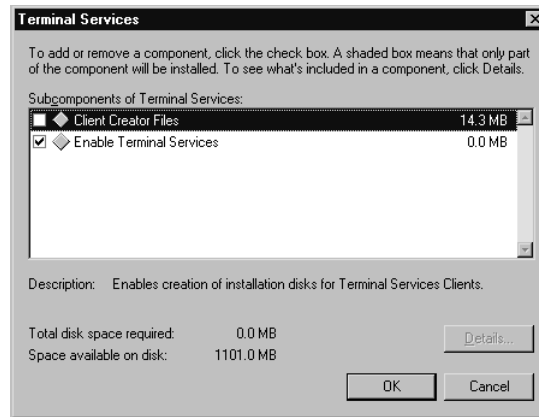 Terminal Services
To add or remove a component, click the check box. A shaded box means that only part
of the component will be installed. To see what's included in a component, click Details.
Subcomponents of Terminal Services:
Client Creator Files 14.3 MB
Enable Terminal Services 0.0 MB
Description: Enables creation of installation disks for Terminal Services Clients.
Total disk space required: 0.0 MB
Space available on disk: 1101.0 MB
Details...
OK Cancel